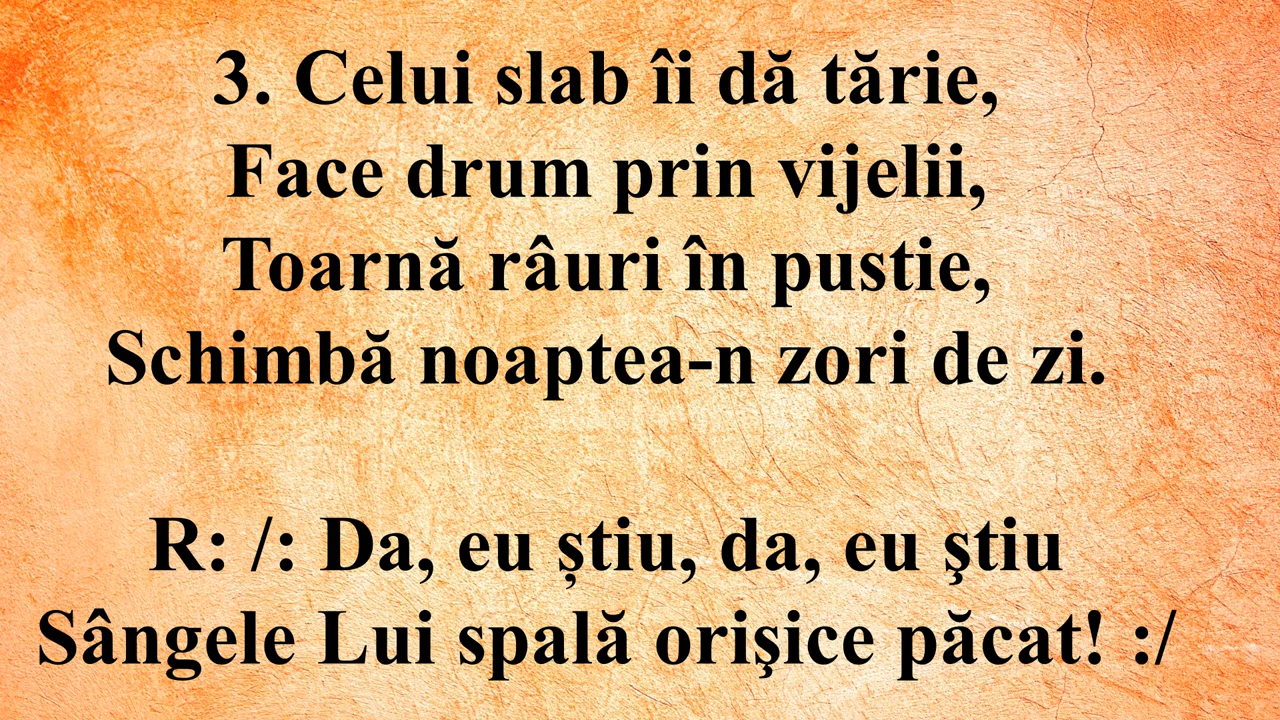 3. Celui slab îi dă tărie,
Face drum prin vijelii,
Toarnă râuri în pustie,
Schimbă noaptea-n zori de zi.
R: /: Da, eu știu, da, eu ştiu
Sângele Lui spală orişice păcat! :/